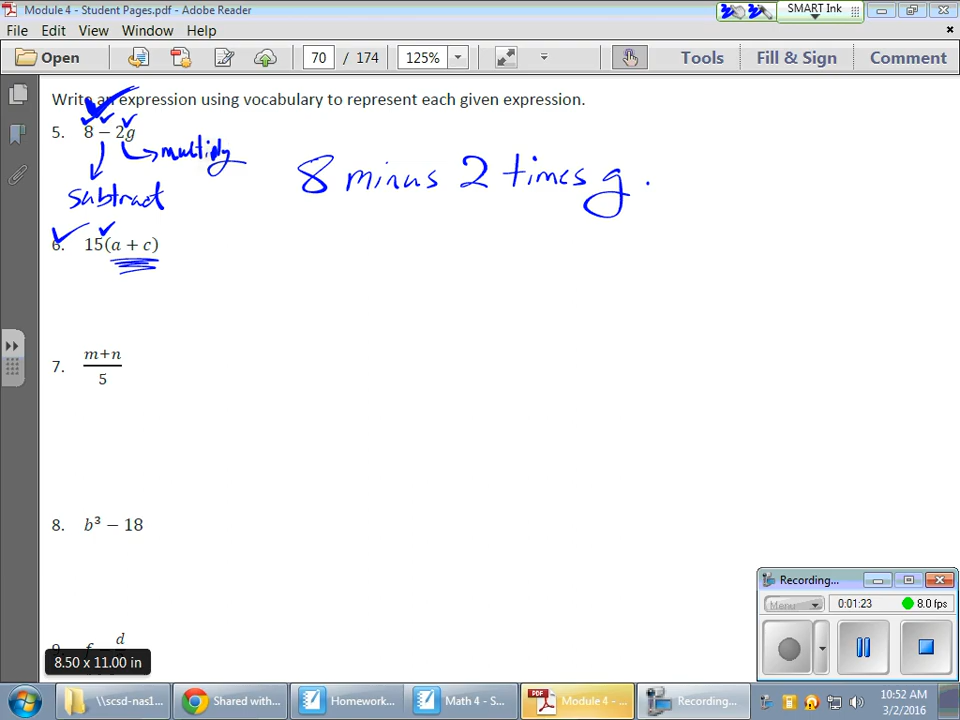 Module 4 - Student Pages.pdf - Adobe Reader
SMART Ink
File Edit View Window Help
Open
70 / 174
125%
Tools
Fill & Sign
Comment
Write an expression using vocabulary to represent each given expression.
5. 8 − 2g
multiply
subtract
8 minus 2 times g.
6. 15(a + c)
7. m+n
5
8. b³ − 18
d
8.50 x 11.00 in
Recording...
Menu
0:01:23
8.0 fps
\\scsd-nas1...
Shared with...
Homework...
Math 4 - S...
Module 4 - ...
Recording...
10:52 AM
3/2/2016